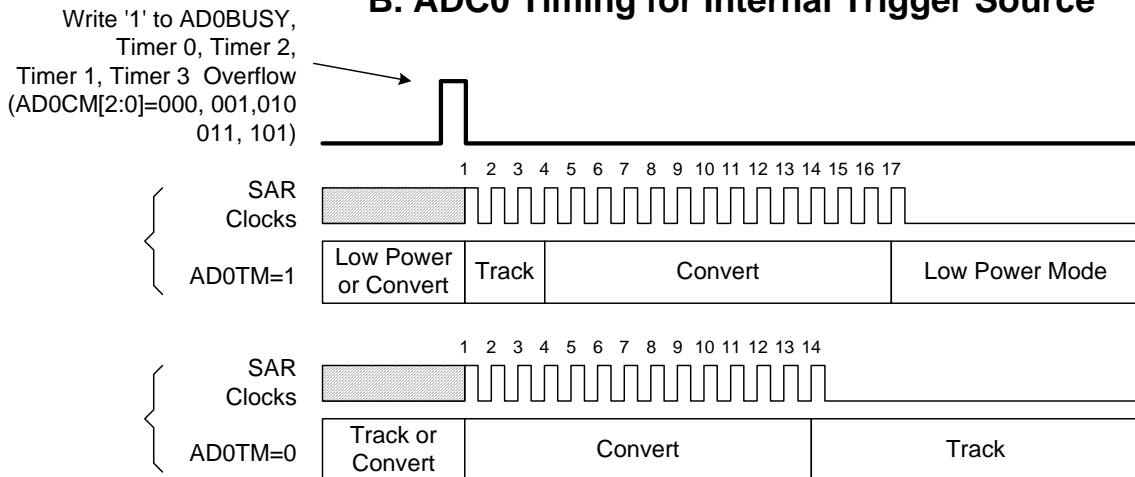 B. ADC0 Timing for Internal Trigger Source
Write '1' to AD0BUSY,
Timer 0, Timer 2,
Timer 1, Timer 3 Overflow
(AD0CM[2:0]=000, 001,010
011, 101)
1 2 3 4 5 6 7 8 9 10 11 12 13 14 15 16 17
SAR
Clocks
AD0TM=1
Low Power
or Convert
Track
Convert
Low Power Mode
1 2 3 4 5 6 7 8 9 10 11 12 13 14
SAR
Clocks
AD0TM=0
Track or
Convert
Convert
Track